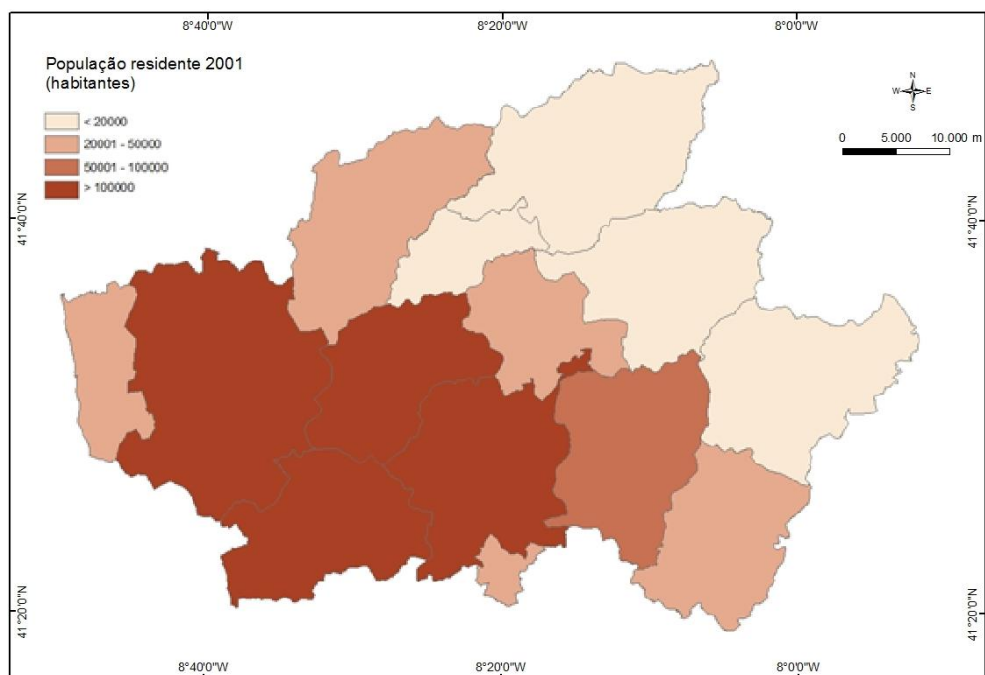 8°40'0"W 8°20'0"W 8°0'0"W
População residente 2001
(habitantes)
< 20000
20001 - 50000
50001 - 100000
> 100000
N
W E
S
0 5.000 10.000 m
41°40'0"N 41°40'0"N
41°20'0"N 41°20'0"N
8°40'0"W 8°20'0"W 8°0'0"W